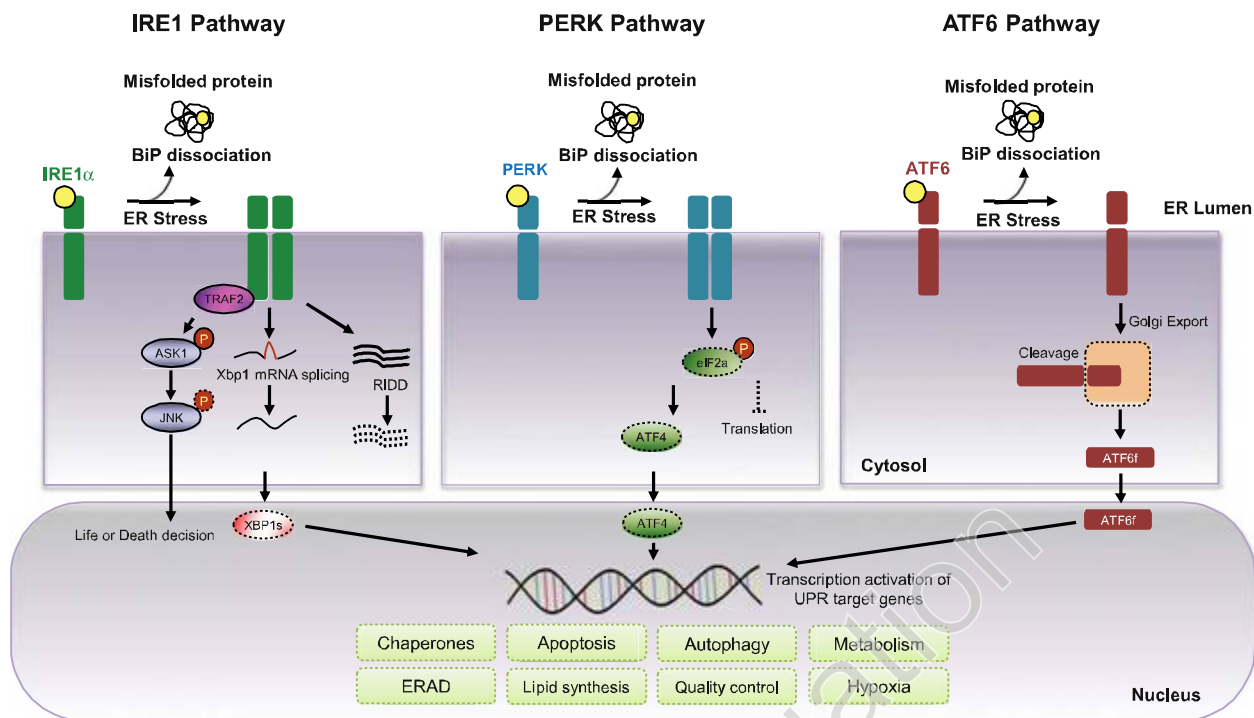 IRE1 Pathway
PERK Pathway
ATF6 Pathway
Misfolded protein
BiP dissociation
IRE1α
ER Stress
Misfolded protein
BiP dissociation
PERK
ER Stress
Misfolded protein
BiP dissociation
ATF6
ER Stress
ER Lumen
TRAF2
P
ASK1
Xbp1 mRNA splicing
RIDD
P
JNK
P
eIF2a
ATF4
Translation
Golgi Export
Cleavage
ATF6f
Cytosol
Life or Death decision
XBP1s
ATF4
ATF6f
Transcription activation of
UPR target genes
Chaperones
Apoptosis
Autophagy
Metabolism
ERAD
Lipid synthesis
Quality control
Hypoxia
Nucleus